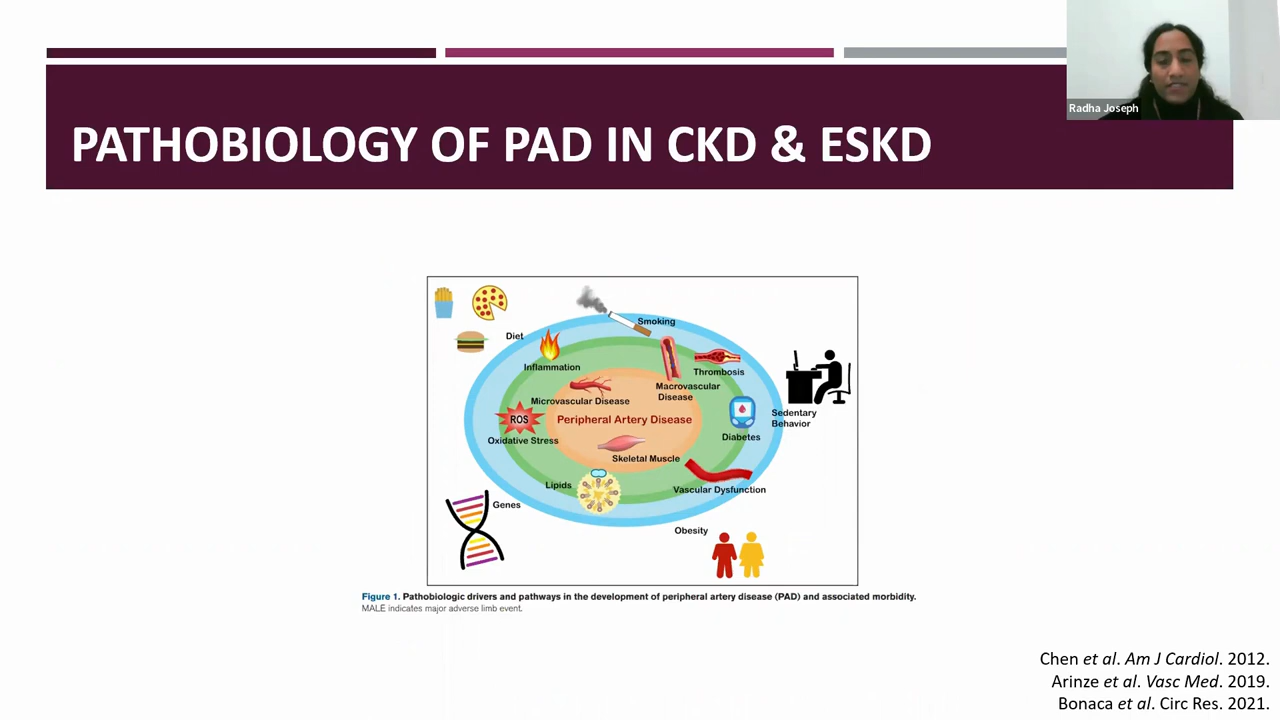 Radha Joseph
PATHOBIOLOGY OF PAD IN CKD & ESKD
Smoking
Diet
Inflammation
Thrombosis
Macrovascular
Disease
Microvascular Disease
Peripheral Artery Disease
ROS
Oxidative Stress
Sedentary
Behavior
Diabetes
Skeletal Muscle
Lipids
Vascular Dysfunction
Genes
Obesity
Figure 1. Pathobiologic drivers and pathways in the development of peripheral artery disease (PAD) and associated morbidity.
MALE indicates major adverse limb event.
Chen et al. Am J Cardiol. 2012.
Arinze et al. Vasc Med. 2019.
Bonaca et al. Circ Res. 2021.